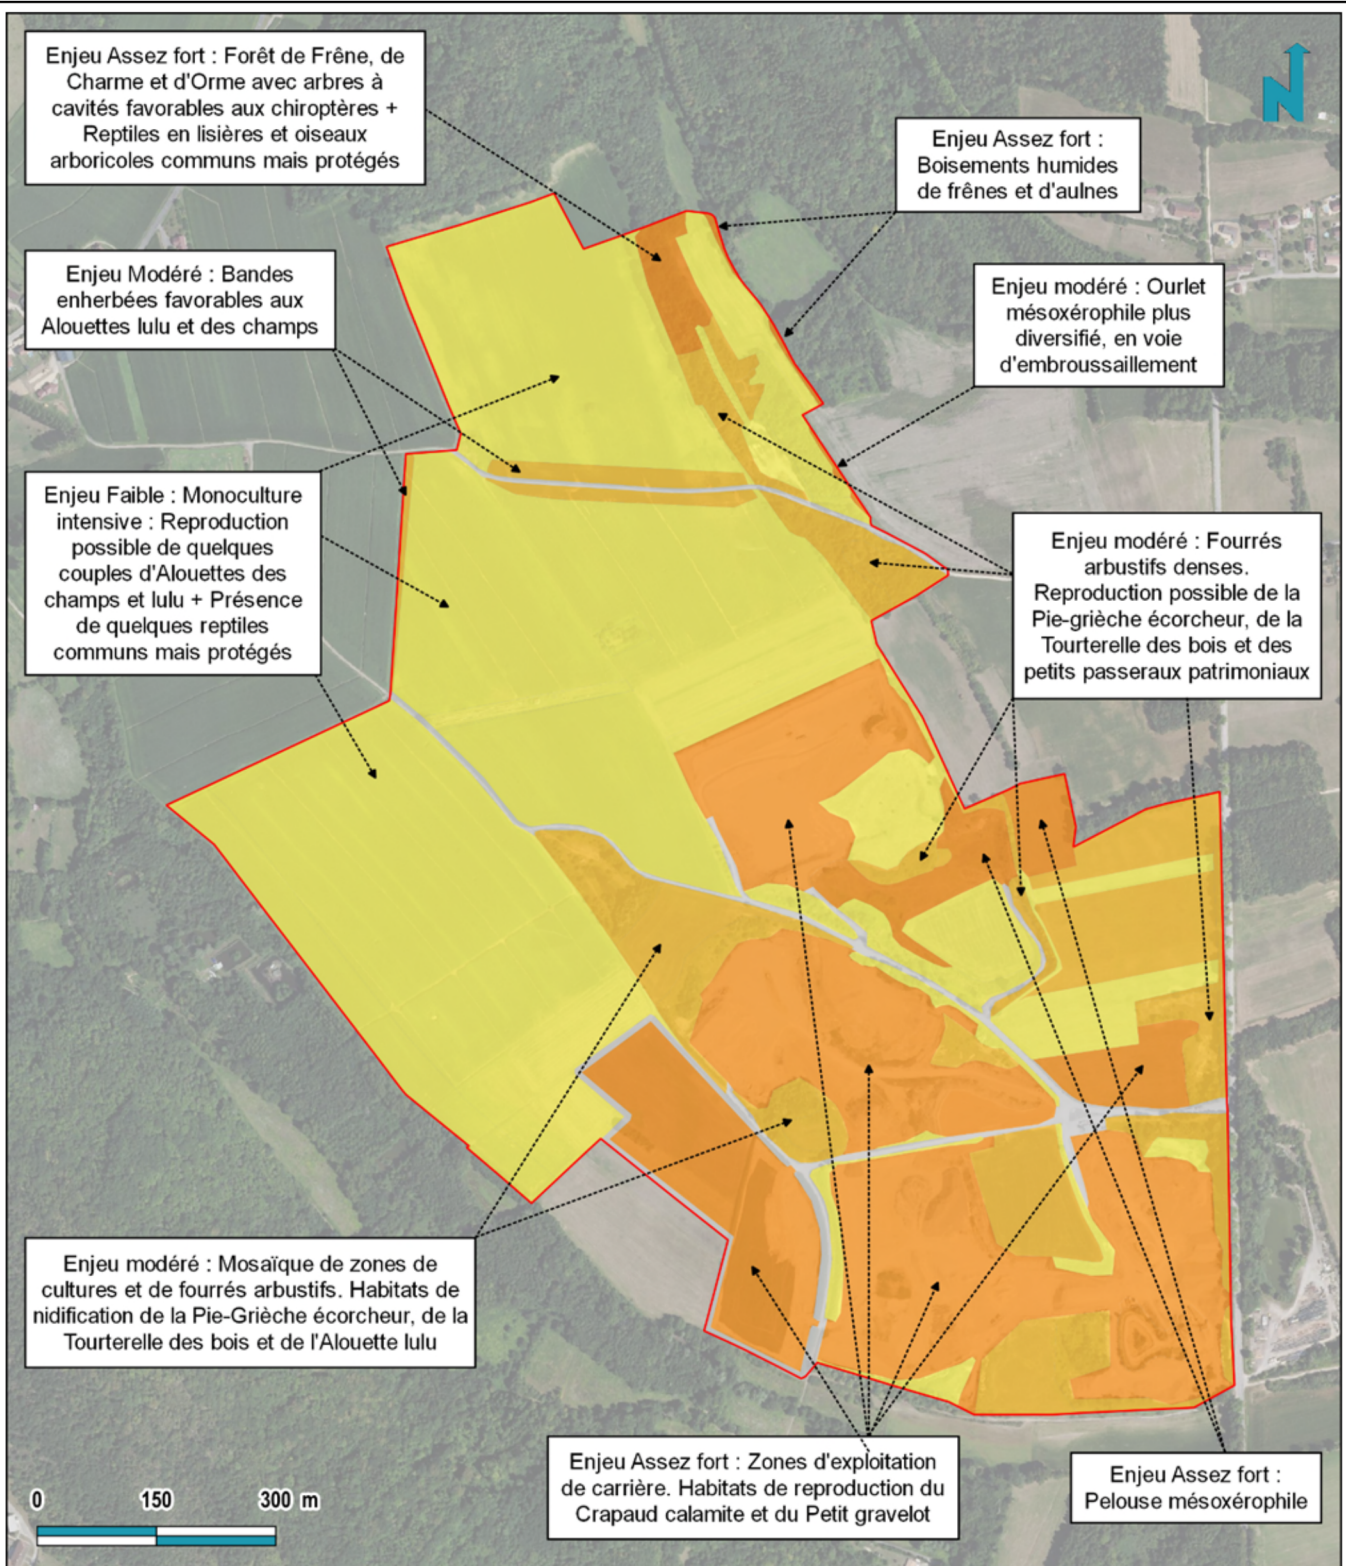 Enjeu Assez fort : Forêt de Frêne, de
Charme et d'Orme avec arbres à
cavités favorables aux chiroptères +
Reptiles en lisières et oiseaux
arboricoles communs mais protégés
N
Enjeu Assez fort :
Boisements humides
de frênes et d'aulnes
Enjeu Modéré : Bandes
enherbées favorables aux
Alouettes lulu et des champs
Enjeu modéré : Ourlet
mésoxérophile plus
diversifié, en voie
d'embroussaillement
Enjeu Faible : Monoculture
intensive : Reproduction
possible de quelques
couples d'Alouettes des
champs et lulu + Présence
de quelques reptiles
communs mais protégés
Enjeu modéré : Fourrés
arbustifs denses.
Reproduction possible de la
Pie-grièche écorcheur, de la
Tourterelle des bois et des
petits passeraux patrimoniaux
Enjeu modéré : Mosaïque de zones de
cultures et de fourrés arbustifs. Habitats de
nidification de la Pie-Grièche écorcheur, de la
Tourterelle des bois et de l'Alouette lulu
Enjeu Assez fort : Zones d'exploitation
de carrière. Habitats de reproduction du
Crapaud calamite et du Petit gravelot
Enjeu Assez fort :
Pelouse mésoxérophile
0 150 300 m